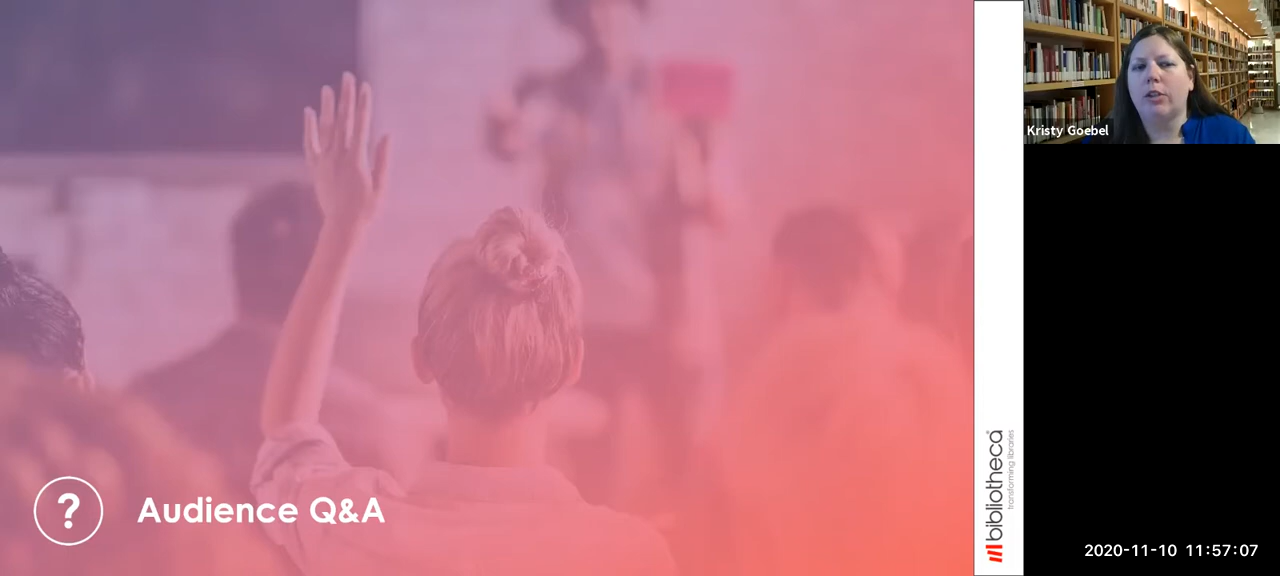 Kristy Goebel
? Audience Q&A
bibliotheca®
transforming libraries
2020-11-10 11:57:07